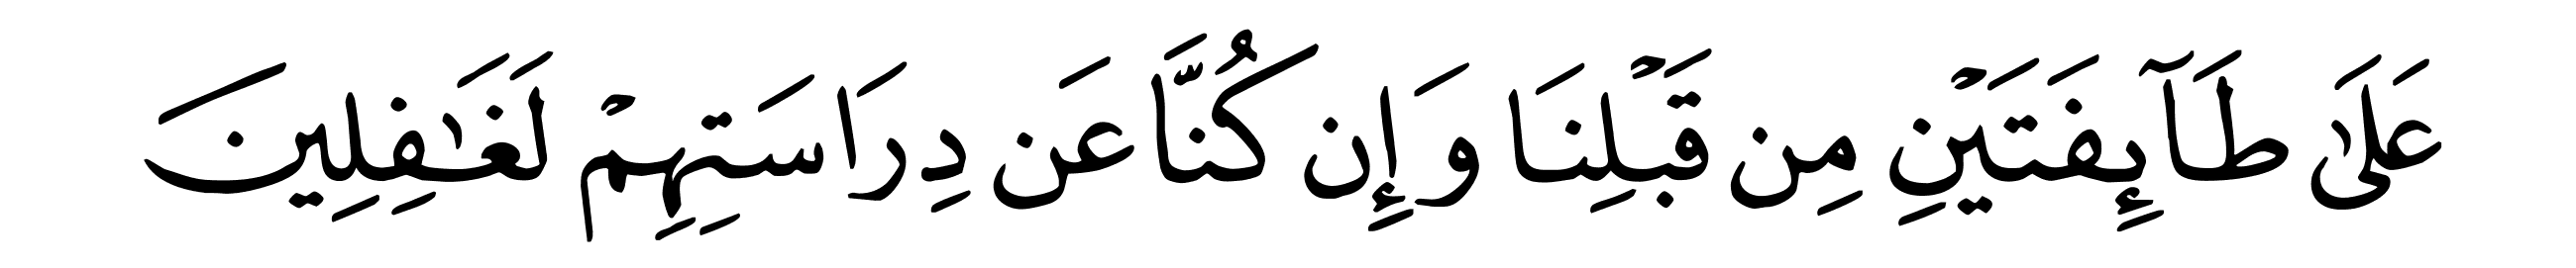 عَلَىٰ طَآئِفَتَيْنِ مِن قَبْلِنَا وَإِن كُنَّا عَن دِرَاسَتِهِمْ لَغَٰفِلِينَ